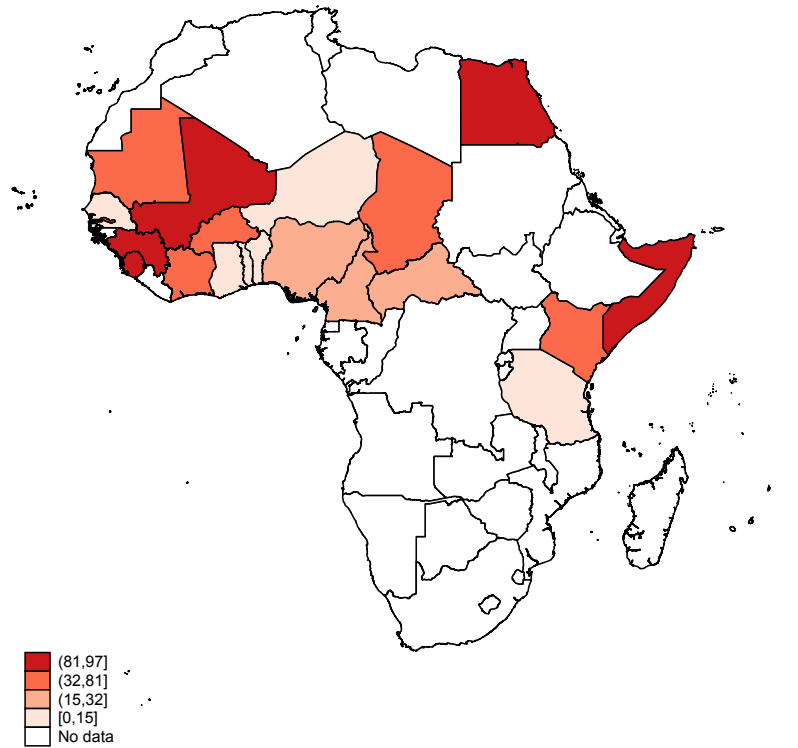 (81,97]
(32,81]
(15,32]
[0,15]
No data